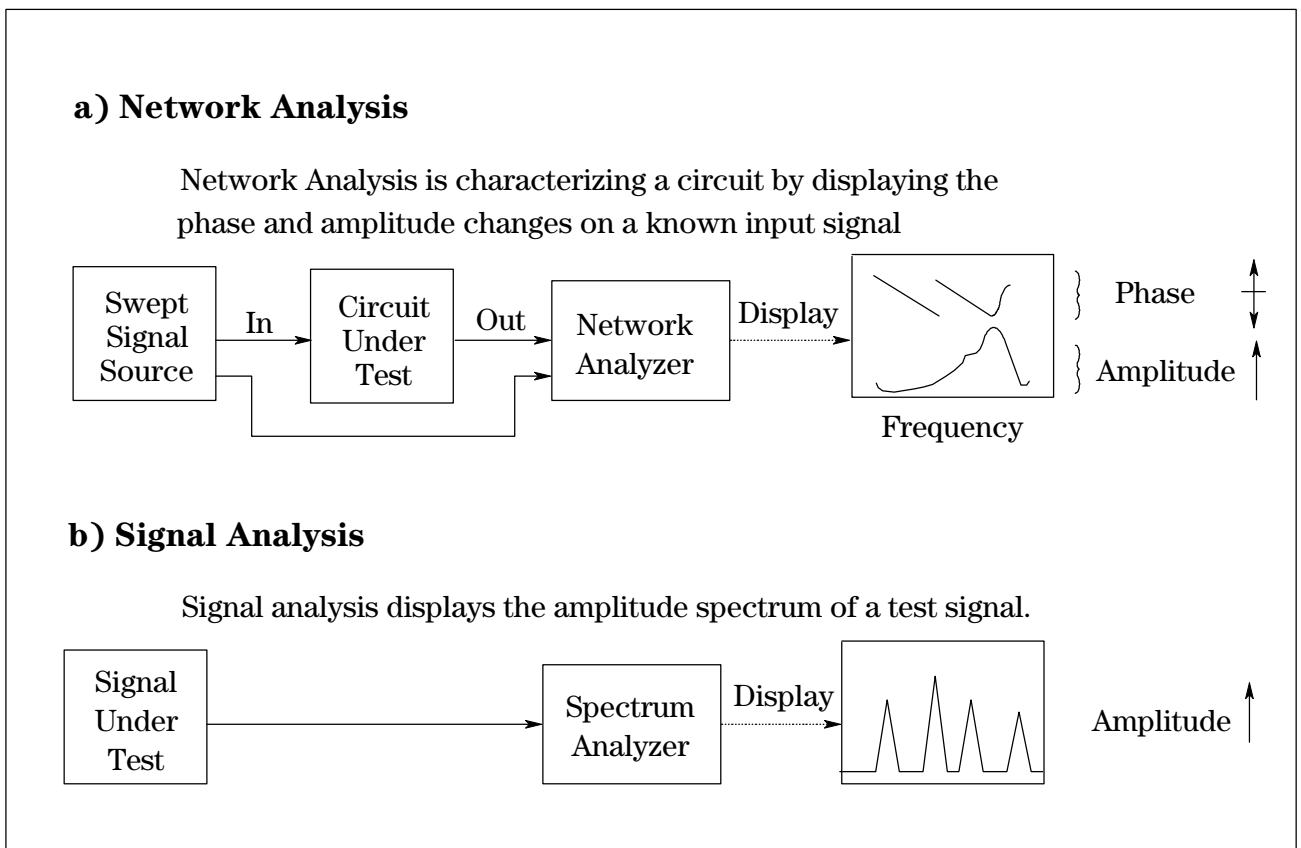 a) Network Analysis
Network Analysis is characterizing a circuit by displaying the
phase and amplitude changes on a known input signal
Swept
Signal
Source
In
Circuit
Under
Test
Out
Network
Analyzer
Display
Phase
Amplitude
Frequency
b) Signal Analysis
Signal analysis displays the amplitude spectrum of a test signal.
Signal
Under
Test
Spectrum
Analyzer
Display
Amplitude